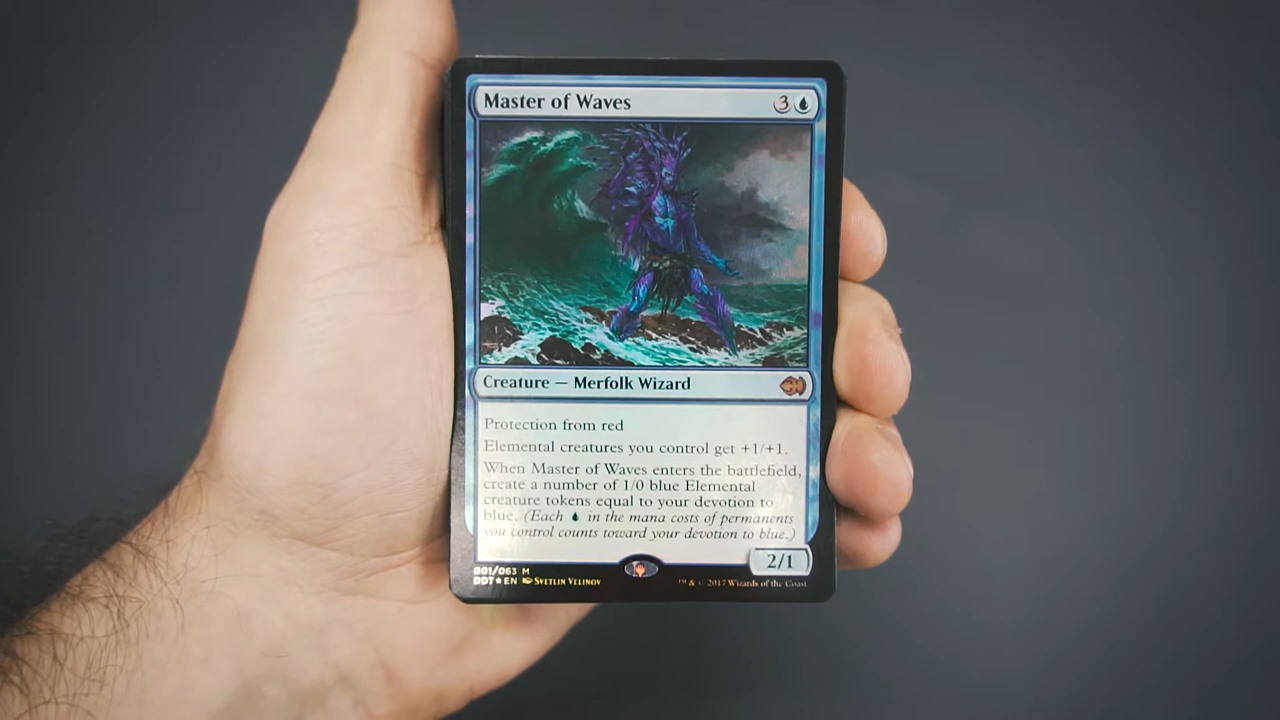 Master of Waves 3
Creature — Merfolk Wizard
Protection from red
Elemental creatures you control get +1/+1.
When Master of Waves enters the battlefield,
create a number of 1/0 blue Elemental
creature tokens equal to your devotion to
blue. (Each in the mana costs of permanents
you control counts toward your devotion to blue.)
2/1
001/063 M
DDT★EN Svetlin Velinov
™ & © 2017 Wizards of the Coast